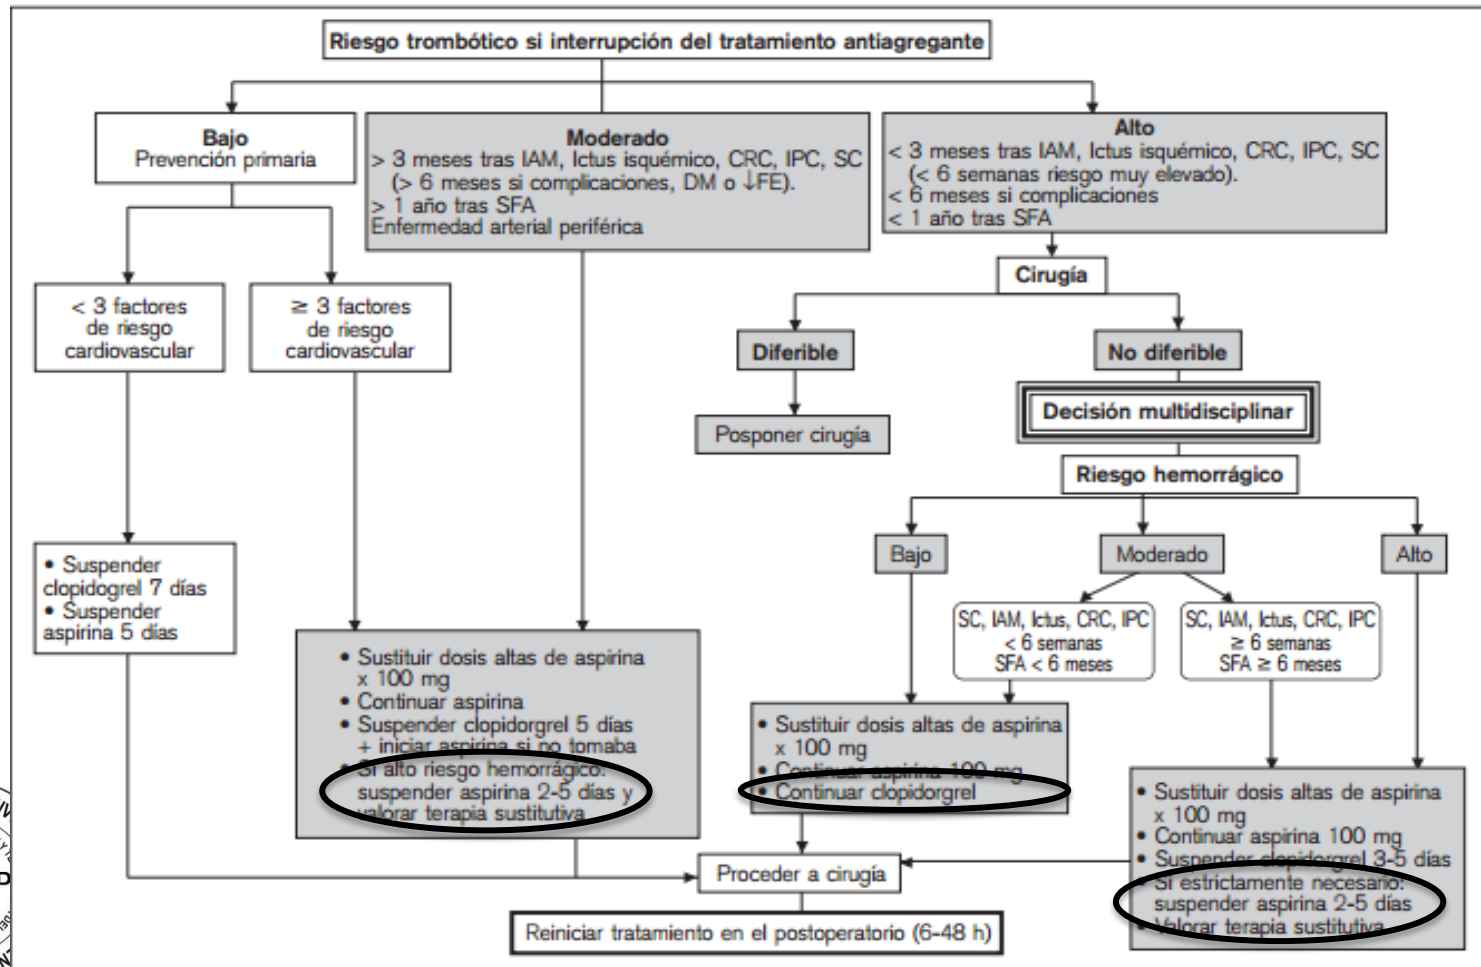 Riesgo trombótico si interrupción del tratamiento antiagregante
Bajo
Prevención primaria
Moderado
> 3 meses tras IAM, Ictus isquémico, CRC, IPC, SC
(> 6 meses si complicaciones, DM o ↓FE).
> 1 año tras SFA
Enfermedad arterial periférica
Alto
< 3 meses tras IAM, Ictus isquémico, CRC, IPC, SC
(< 6 semanas riesgo muy elevado).
< 6 meses si complicaciones
< 1 año tras SFA
< 3 factores
de riesgo
cardiovascular
≥ 3 factores
de riesgo
cardiovascular
Cirugía
Diferible
No diferible
Posponer cirugía
Decisión multidisciplinar
Riesgo hemorrágico
Bajo
Moderado
Alto
SC, IAM, Ictus, CRC, IPC
< 6 semanas
SFA < 6 meses
SC, IAM, Ictus, CRC, IPC
≥ 6 semanas
SFA ≥ 6 meses
• Suspender
clopidogrel 7 días
• Suspender
aspirina 5 días
• Sustituir dosis altas de aspirina
x 100 mg
• Continuar aspirina
• Suspender clopidorgrel 5 días
+ iniciar aspirina si no tomaba
• Si alto riesgo hemorrágico:
suspender aspirina 2-5 días y
valorar terapia sustitutiva
• Sustituir dosis altas de aspirina
x 100 mg
• Continuar aspirina 100 mg
• Continuar clopidorgrel
• Sustituir dosis altas de aspirina
x 100 mg
• Continuar aspirina 100 mg
• Suspender clopidorgrel 3-5 días
• Si estrictamente necesario:
suspender aspirina 2-5 días
• Valorar terapia sustitutiva
Proceder a cirugía
Reiniciar tratamiento en el postoperatorio (6-48 h)